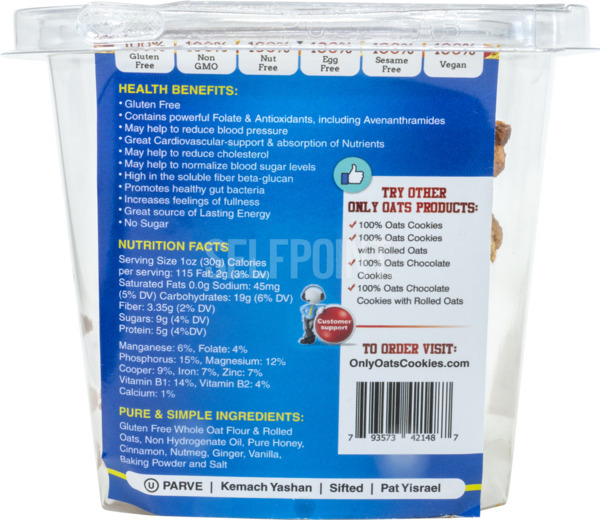 100% 100% 100% 100% 100% 100%
Gluten Free
Non GMO
Nut Free
Egg Free
Sesame Free
Vegan
HEALTH BENEFITS:
• Gluten Free
• Contains powerful Folate & Antioxidants, including Avenanthramides
• May help to reduce blood pressure
• Great Cardiovascular-support & absorption of Nutrients
• May help to reduce cholesterol
• May help to normalize blood sugar levels
• High in the soluble fiber beta-glucan
• Promotes healthy gut bacteria
• Increases feelings of fullness
• Great source of Lasting Energy
• No Sugar
NUTRITION FACTS
Serving Size 1oz (30g) Calories
per serving: 115 Fat: 2g (3% DV)
Saturated Fats 0.0g Sodium: 45mg
(5% DV) Carbohydrates: 19g (6% DV)
Fiber: 3.35g (2% DV)
Sugars: 9g (4% DV)
Protein: 5g (4%DV)
Manganese: 6%, Folate: 4%
Phosphorus: 15%, Magnesium: 12%
Cooper: 9%, Iron: 7%, Zinc: 7%
Vitamin B1: 14%, Vitamin B2: 4%
Calcium: 1%
PURE & SIMPLE INGREDIENTS:
Gluten Free Whole Oat Flour & Rolled
Oats, Non Hydrogenate Oil, Pure Honey,
Cinnamon, Nutmeg, Ginger, Vanilla,
Baking Powder and Salt
TRY OTHER
ONLY OATS PRODUCTS:
✓ 100% Oats Cookies
✓ 100% Oats Cookies
with Rolled Oats
✓ 100% Oats Chocolate
Cookies
✓ 100% Oats Chocolate
Cookies with Rolled Oats
Customer
support
TO ORDER VISIT:
OnlyOatsCookies.com
7 93573 42148 7
U PARVE | Kemach Yashan | Sifted | Pat Yisrael